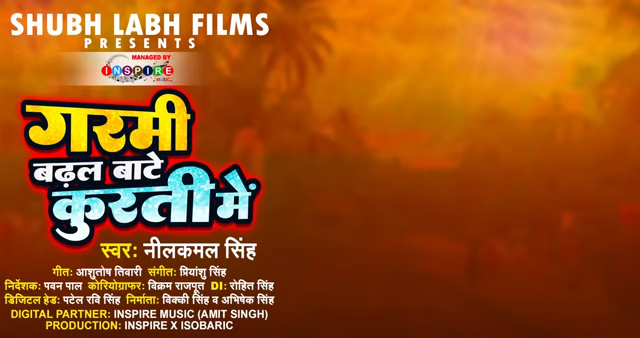 SHUBH LABH FILMS
PRESENTS
MANAGED BY
INSPIRE
MUSIC
गरमी
बढ़ल बाटे
कुरती में
स्वर: नीलकमल सिंह
गीत: आशुतोष तिवारी संगीत: प्रियांशु सिंह
निर्देशक: पवन पाल कोरियोग्राफर: विक्रम राजपूत DI: रोहित सिंह
डिजिटल हेड: पटेल रवि सिंह निर्माता: विक्की सिंह व अभिषेक सिंह
DIGITAL PARTNER: INSPIRE MUSIC (AMIT SINGH)
PRODUCTION: INSPIRE X ISOBARIC